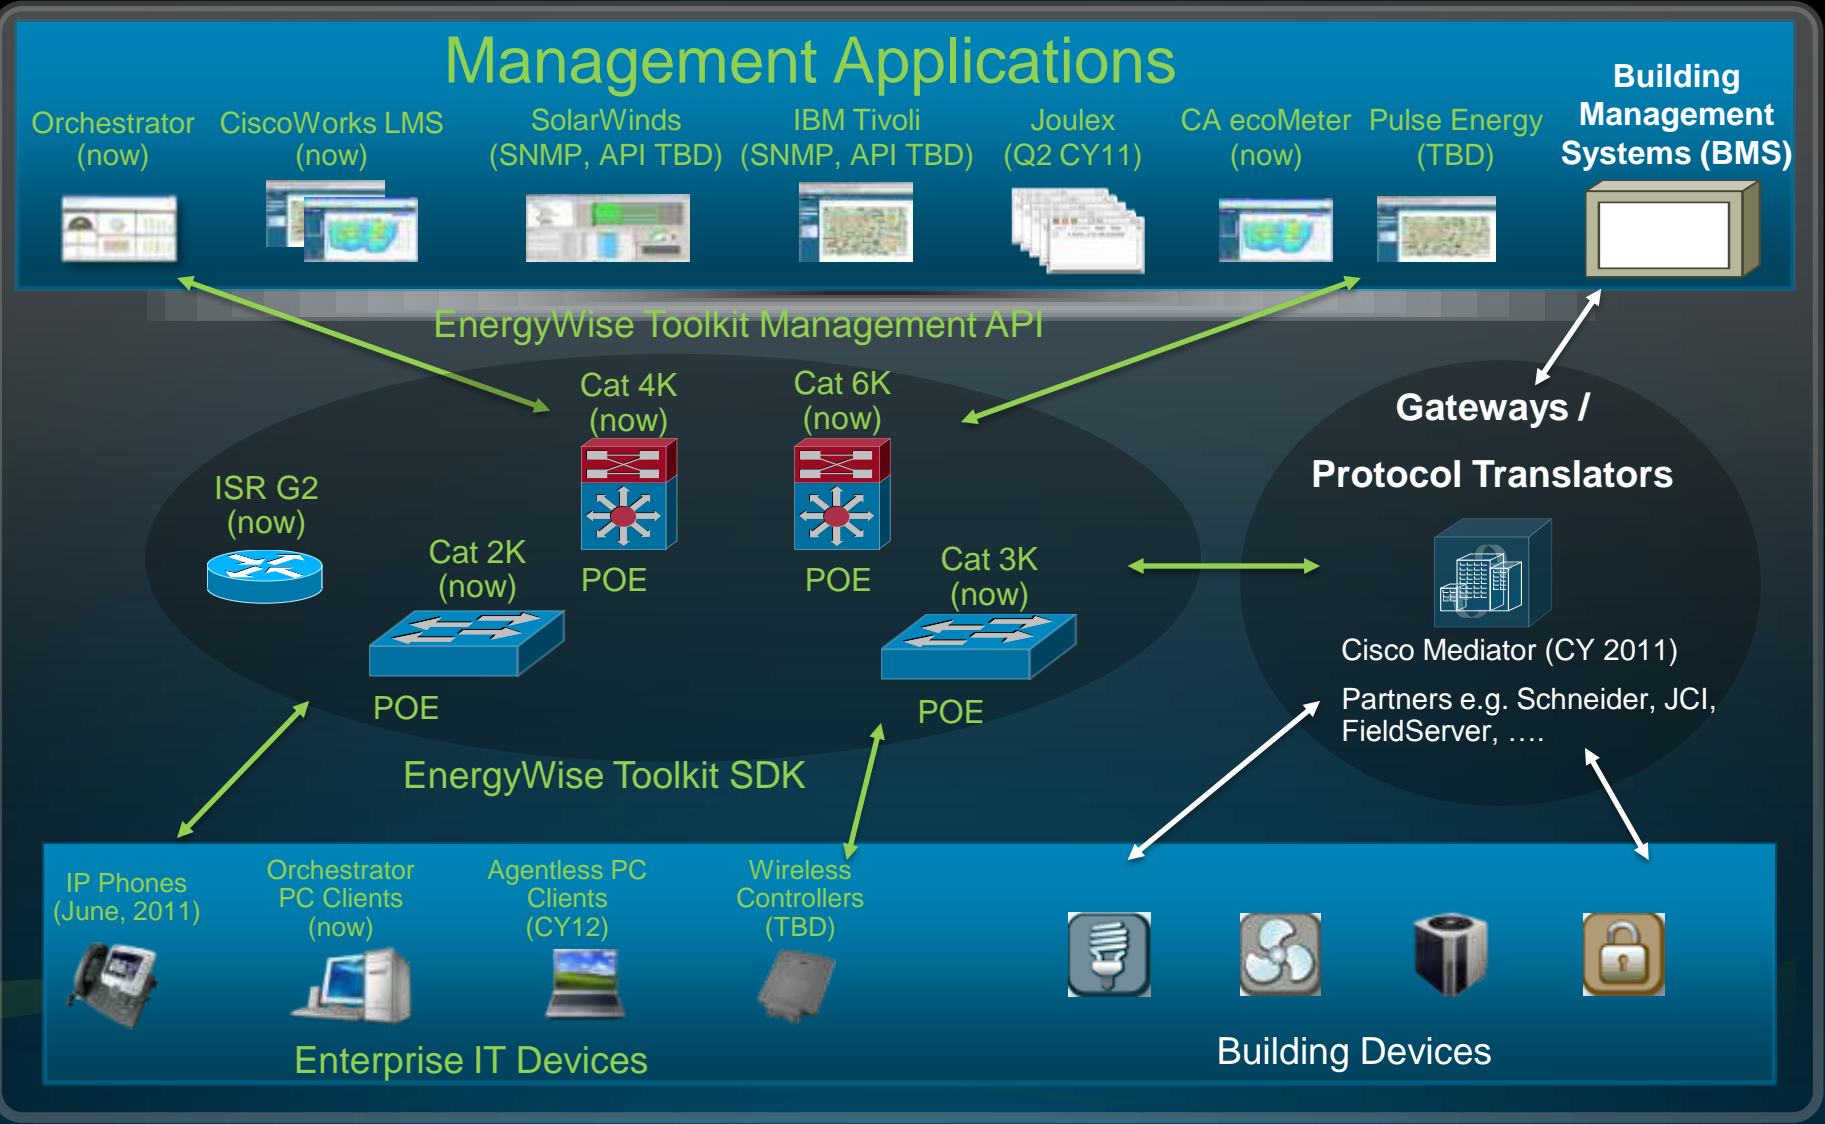 Management Applications
Orchestrator
(now)
CiscoWorks LMS
(now)
SolarWinds
(SNMP, API TBD)
IBM Tivoli
(SNMP, API TBD)
Joulex
(Q2 CY11)
CA ecoMeter
(now)
Pulse Energy
(TBD)
Building
Management
Systems (BMS)
EnergyWise Toolkit Management API
Cat 4K
(now)
POE
Cat 6K
(now)
POE
ISR G2
(now)
Cat 2K
(now)
POE
Cat 3K
(now)
POE
Gateways /
Protocol Translators
Cisco Mediator (CY 2011)
Partners e.g. Schneider, JCI,
FieldServer, ….
EnergyWise Toolkit SDK
IP Phones
(June, 2011)
Orchestrator
PC Clients
(now)
Agentless PC
Clients
(CY12)
Wireless
Controllers
(TBD)
Enterprise IT Devices
Building Devices